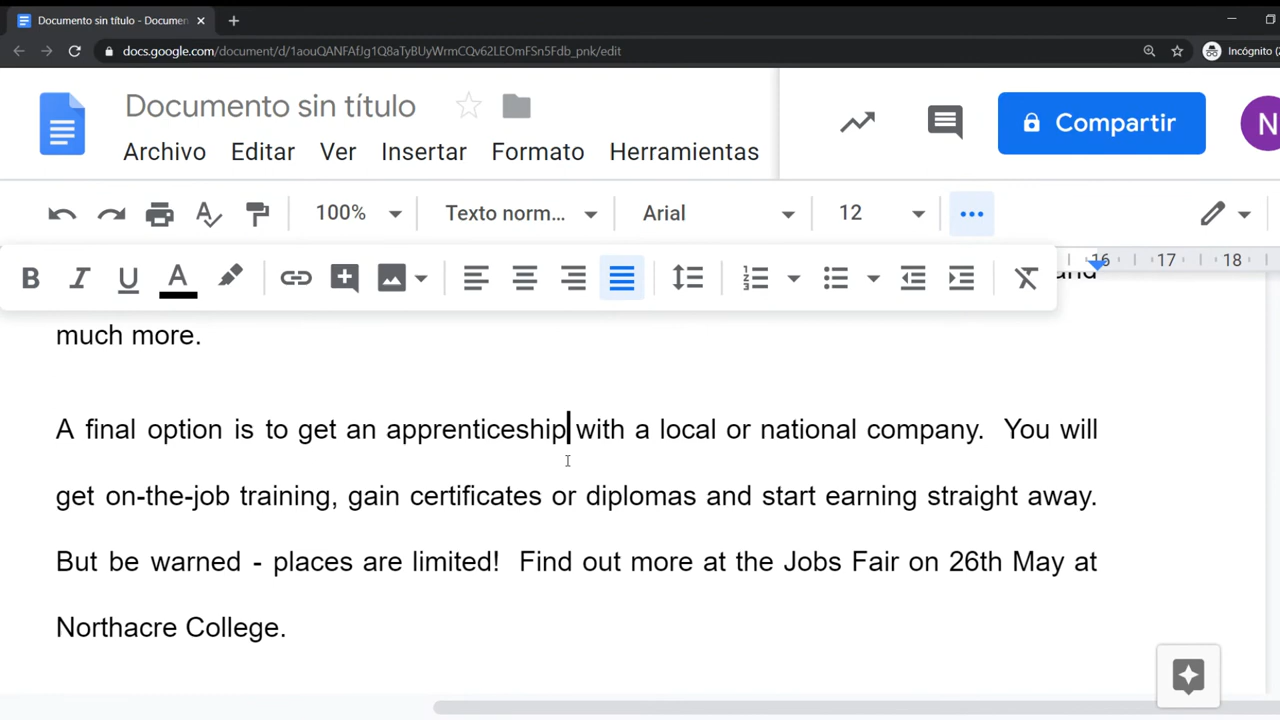 Documento sin título - Documen
docs.google.com/document/d/1aouQANFAfJg1Q8aTyBUyWrmCQv62LEOmFSn5Fdb_pnk/edit
Incógnito (2
Documento sin título
Archivo Editar Ver Insertar Formato Herramientas
Compartir
N
100% Texto norm... Arial 12
B I U A
16 17 18
and
much more.
A final option is to get an apprenticeship with a local or national company. You will
get on-the-job training, gain certificates or diplomas and start earning straight away.
But be warned - places are limited! Find out more at the Jobs Fair on 26th May at
Northacre College.